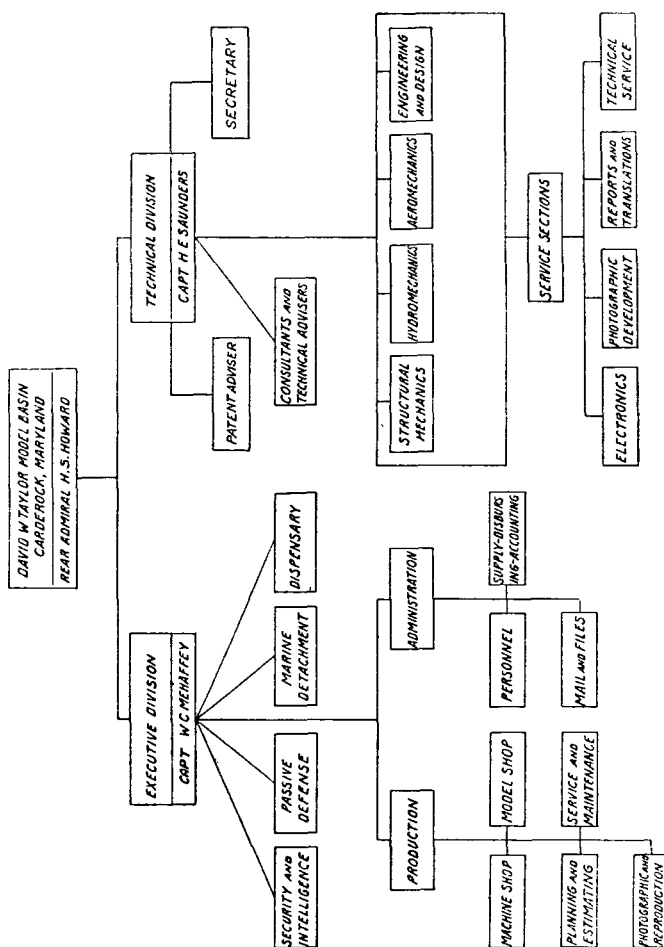 DAVID W TAYLOR MODEL BASIN
CARDEROCK, MARYLAND
REAR ADMIRAL H.S. HOWARD
EXECUTIVE DIVISION
CAPT W C MEHAFFEY
TECHNICAL DIVISION
CAPT H E SAUNDERS
SECURITY AND
INTELLIGENCE
PASSIVE
DEFENSE
MARINE
DETACHMENT
DISPENSARY
PATENT ADVISER
SECRETARY
CONSULTANTS AND
TECHNICAL ADVISERS
PRODUCTION
ADMINISTRATION
STRUCTURAL
MECHANICS
HYDROMECHANICS
AEROMECHANICS
ENGINEERING
AND DESIGN
MACHINE SHOP
MODEL SHOP
PLANNING AND
ESTIMATING
SERVICE AND
MAINTENANCE
PHOTOGRAPHIC AND
REPRODUCTION
PERSONNEL
SUPPLY-DISBURS
ING-ACCOUNTING
MAIL AND FILES
SERVICE SECTIONS
ELECTRONICS
PHOTOGRAPHIC
DEVELOPMENT
REPORTS AND
TRANSLATIONS
TECHNICAL
SERVICE